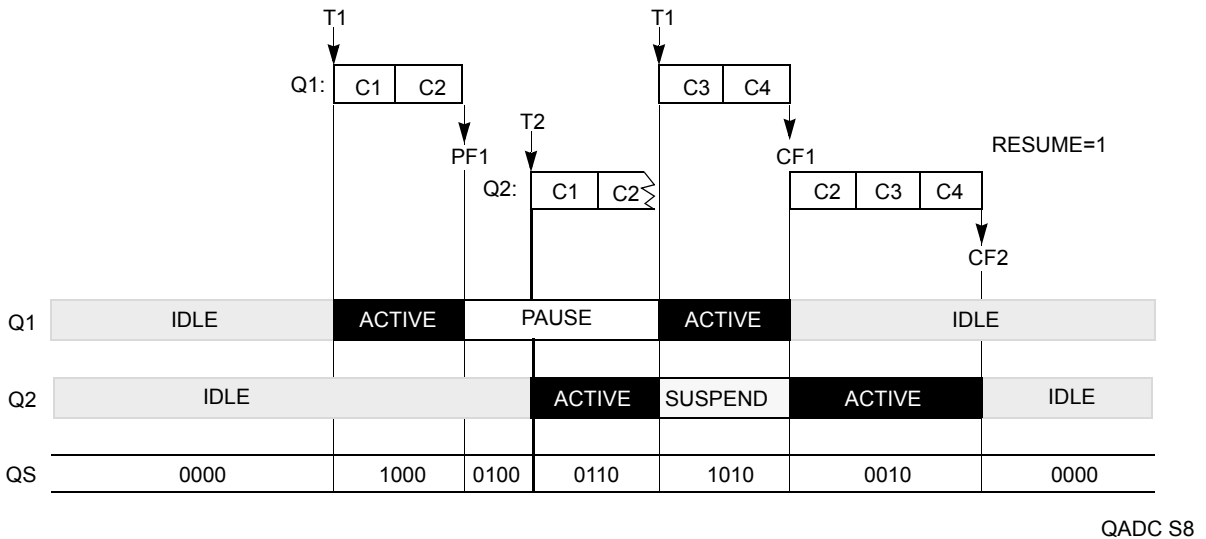 T1 T1
Q1: C1 C2 C3 C4
T2
PF1 CF1 RESUME=1
Q2: C1 C2 C2 C3 C4
CF2
Q1 IDLE ACTIVE PAUSE ACTIVE IDLE
Q2 IDLE ACTIVE SUSPEND ACTIVE IDLE
QS 0000 1000 0100 0110 1010 0010 0000
QADC S8